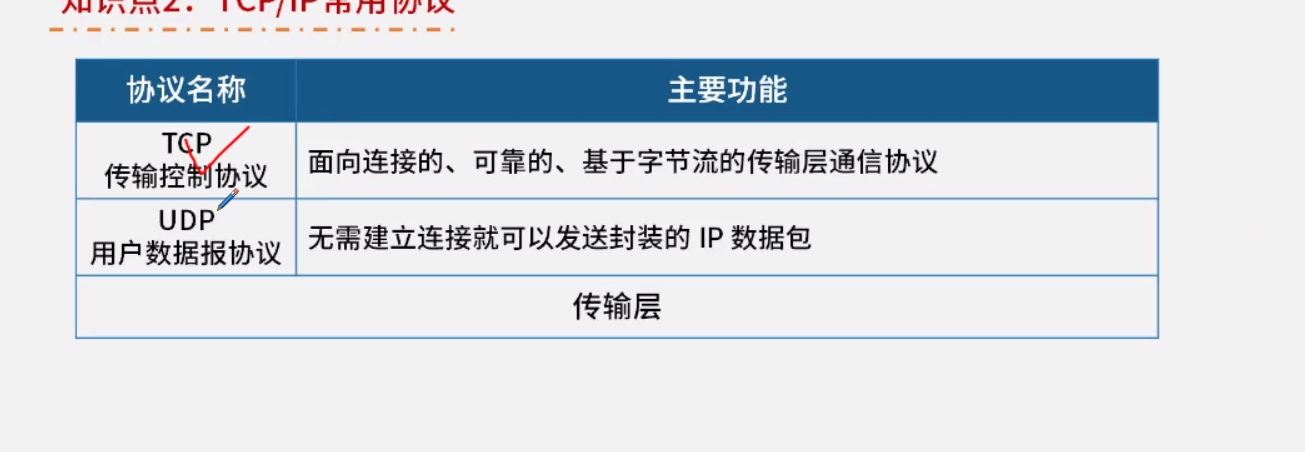 知识点2：TCP/IP常用协议
协议名称
主要功能
TCP
传输控制协议
面向连接的、可靠的、基于字节流的传输层通信协议
UDP
用户数据报协议
无需建立连接就可以发送封装的 IP 数据包
传输层